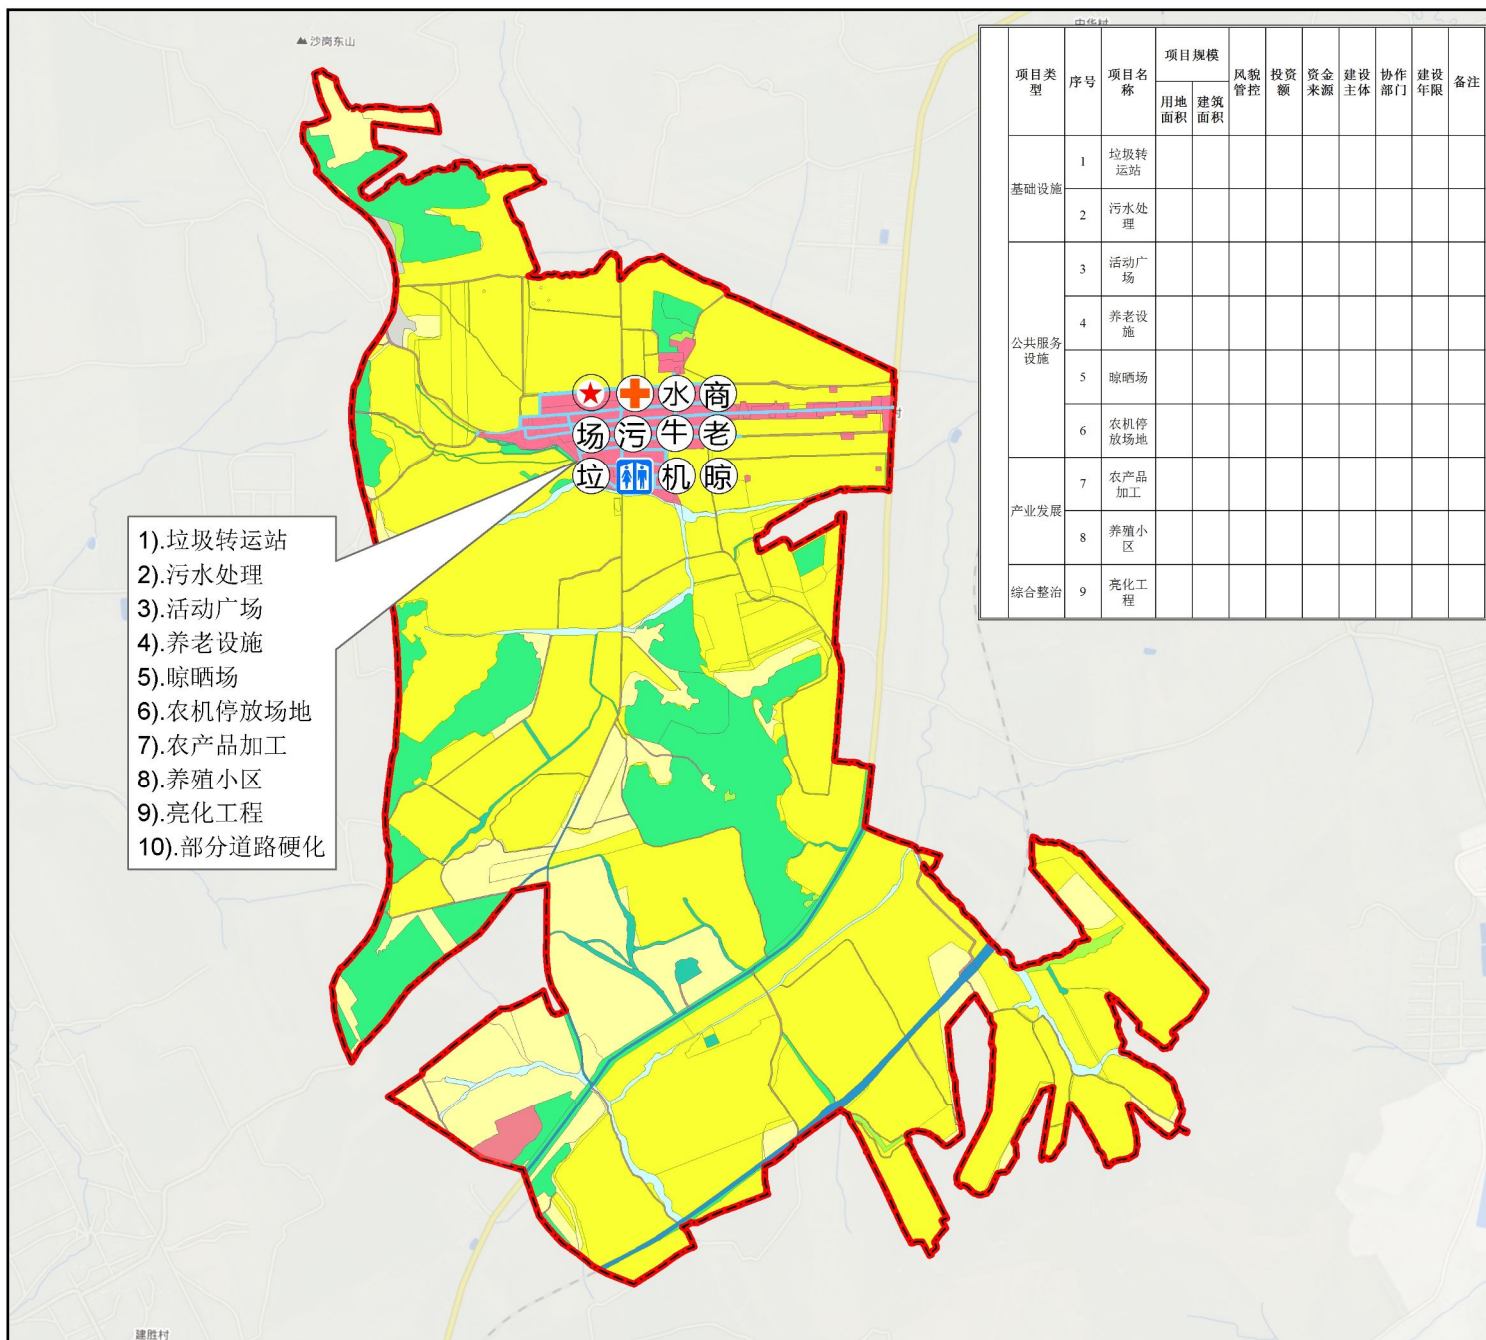 中华村
沙岗东山
项目类型 序号 项目名称 项目规模 用地面积 建筑面积 风貌管控 投资额 资金来源 建设主体 协作部门 建设年限 备注
基础设施 1 垃圾转运站
2 污水处理
公共服务设施 3 活动广场
4 养老设施
5 晾晒场
6 农机停放场地
产业发展 7 农产品加工
8 养殖小区
综合整治 9 亮化工程
水 商
场 污 牛 老
垃 机 晾
村
1).垃圾转运站
2).污水处理
3).活动广场
4).养老设施
5).晾晒场
6).农机停放场地
7).农产品加工
8).养殖小区
9).亮化工程
10).部分道路硬化
建胜村